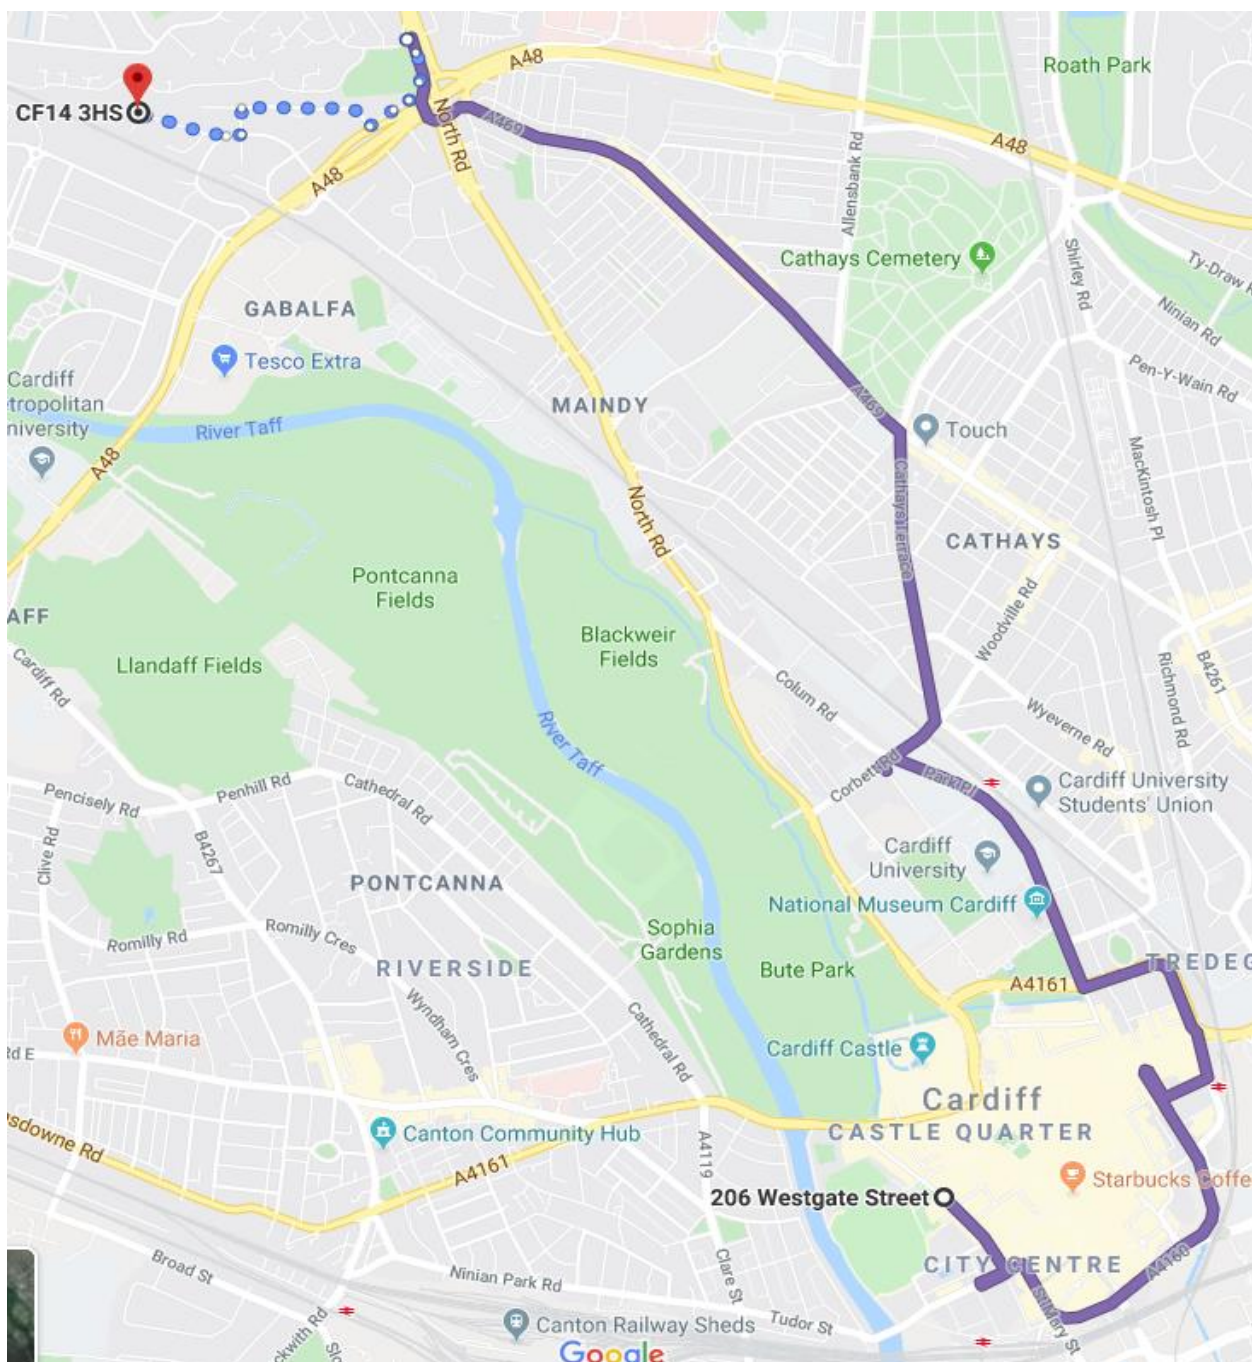 A48
Roath Park
CF14 3HS
North Rd
A469
A48
Allensbank Rd
A48
Cathays Cemetery
Shirley Rd
Ty-Draw R
Ninian Rd
GABALFA
Tesco Extra
Pen-Y-Wain Rd
Cardiff
etropolitan
niversity
MAINDY
A469
River Taff
Touch
A48
MacKintosh Pl
North Rd
Cathays Terrace
CATHAYS
Pontcanna
Fields
AFF
Blackweir
Fields
Woodville Rd
Llandaff Fields
B4261
Richmond Rd
Cardiff Rd
Colum Rd
Wyeverne Rd
River Taff
Corbett Rd
Park Pl
Cardiff University
Students' Union
Penhill Rd
Cathedral Rd
Pencisely Rd
Clive Rd
B4267
Cardiff
University
PONTCANNA
National Museum Cardiff
Romilly Rd
Romilly Cres
Sophia
Gardens
Bute Park
RIVERSIDE
TREDEG
A4161
Wyndham Cres
Mãe Maria
Rd E
Cathedral Rd
Cardiff Castle
Cardiff
CASTLE QUARTER
Canton Community Hub
nsdowne Rd
A4161
A4119
Starbucks Coffe
206 Westgate Street
Broad St
Clare St
CITY CENTRE
A4160
Ninian Park Rd
St Mary St
Tudor St
Canton Railway Sheds
ckwith Rd
Slo
Google